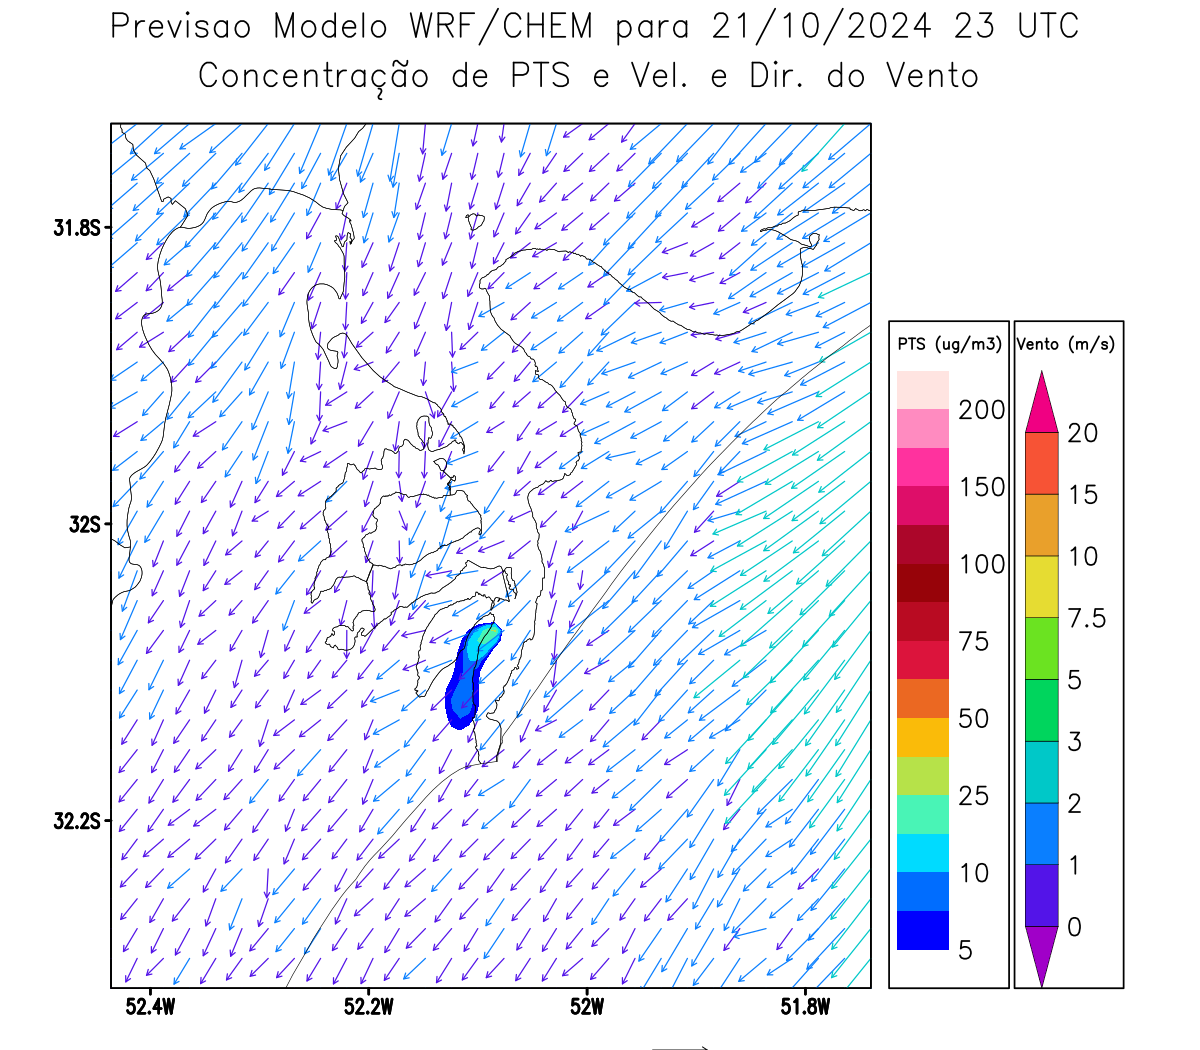 Previsao Modelo WRF/CHEM para 21/10/2024 23 UTC
Concentração de PTS e Vel. e Dir. do Vento
31.8S
32S
32.2S
52.4W
52.2W
52W
51.8W
PTS (ug/m3)
200
150
100
75
50
25
10
5
Vento (m/s)
20
15
10
7.5
5
3
2
1
0